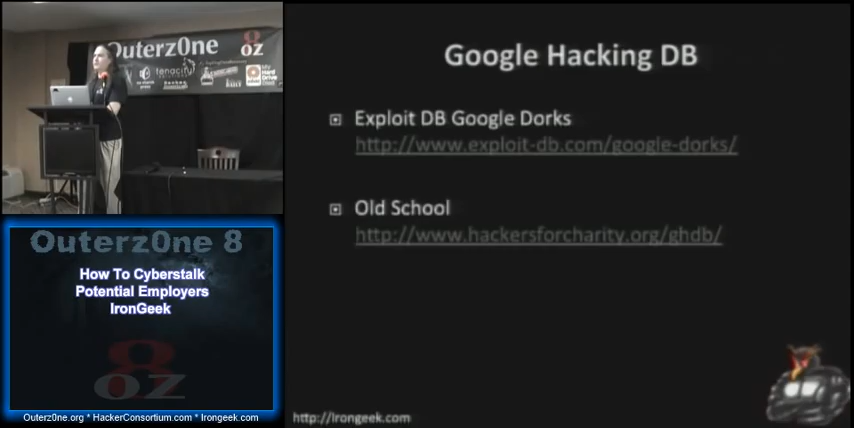 Outerz0ne 8
OZ
tenacity
Google Hacking DB
Exploit DB Google Dorks
http://www.exploit-db.com/google-dorks/
Old School
http://www.hackersforcharity.org/ghdb/
http://Irongeek.com
Outerz0ne 8
How To Cyberstalk
Potential Employers
IronGeek
8
OZ
Outerz0ne.org * HackerConsortium.com * Irongeek.com